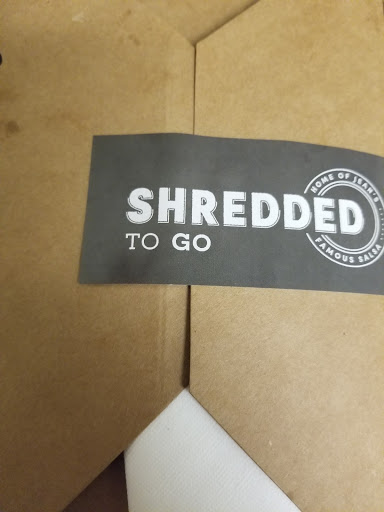 SHREDDED
TO GO
HOME OF JEAN'S
FAMOUS SALSA